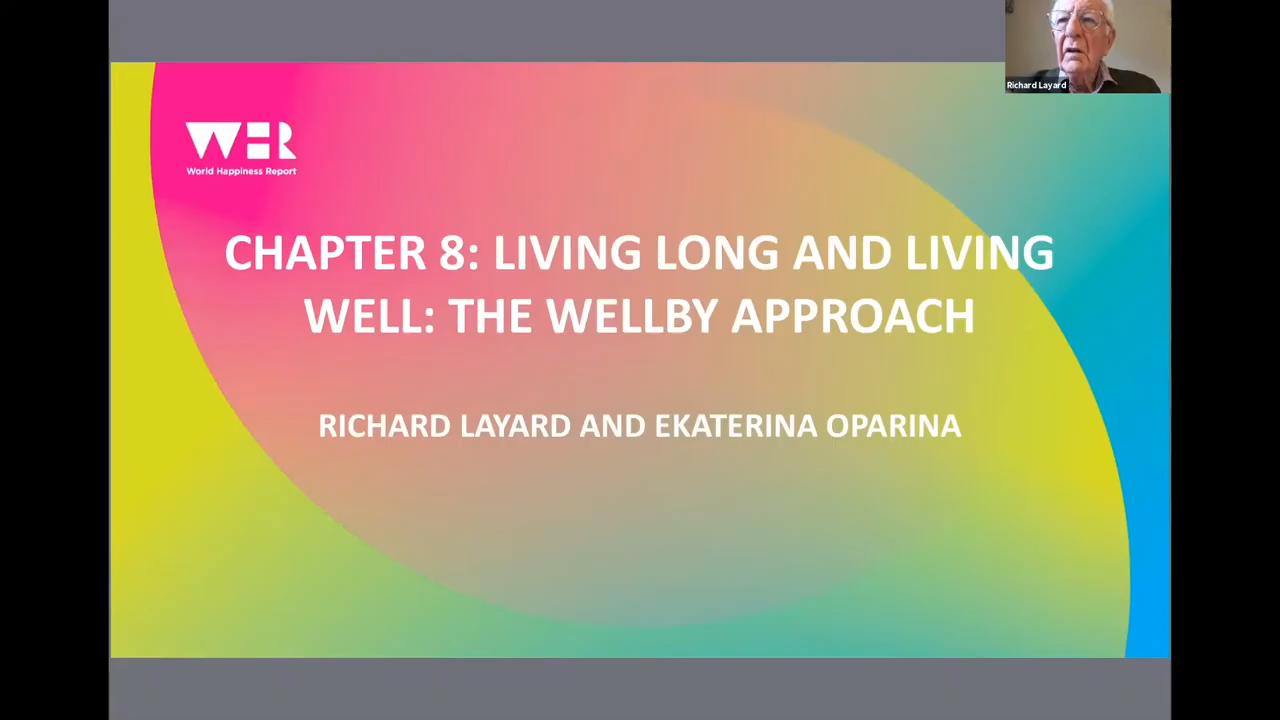 Richard Layard
WHR
World Happiness Report
CHAPTER 8: LIVING LONG AND LIVING
WELL: THE WELLBY APPROACH
RICHARD LAYARD AND EKATERINA OPARINA